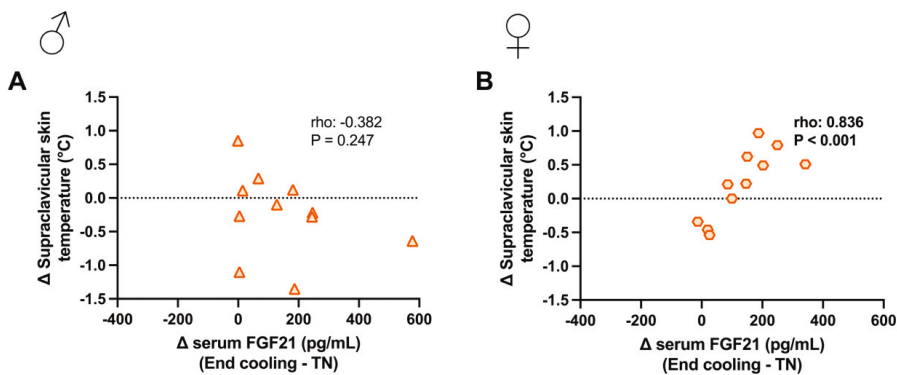 A
Δ Supraclavicular skin
temperature (°C)
1.5
1.0
0.5
0.0
-0.5
-1.0
-1.5
rho: -0.382
P = 0.247
-400 -200 0 200 400 600
Δ serum FGF21 (pg/mL)
(End cooling - TN)
B
Δ Supraclavicular skin
temperature (°C)
1.5
1.0
0.5
0.0
-0.5
-1.0
-1.5
rho: 0.836
P < 0.001
-400 -200 0 200 400 600
Δ serum FGF21 (pg/mL)
(End cooling - TN)